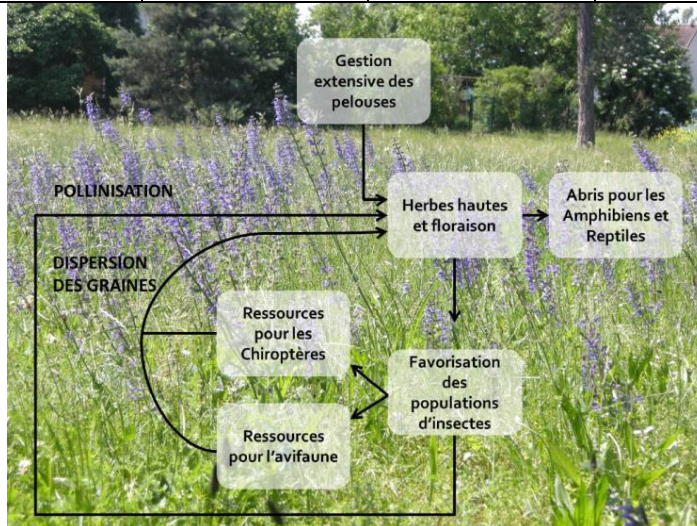 Gestion
extensive des
pelouses
POLLINISATION
Herbes hautes
et floraison
Abris pour les
Amphibiens et
Reptiles
DISPERSION
DES GRAINES
Ressources
pour les
Chiroptères
Favorisation
des
populations
d'insectes
Ressources
pour l'avifaune